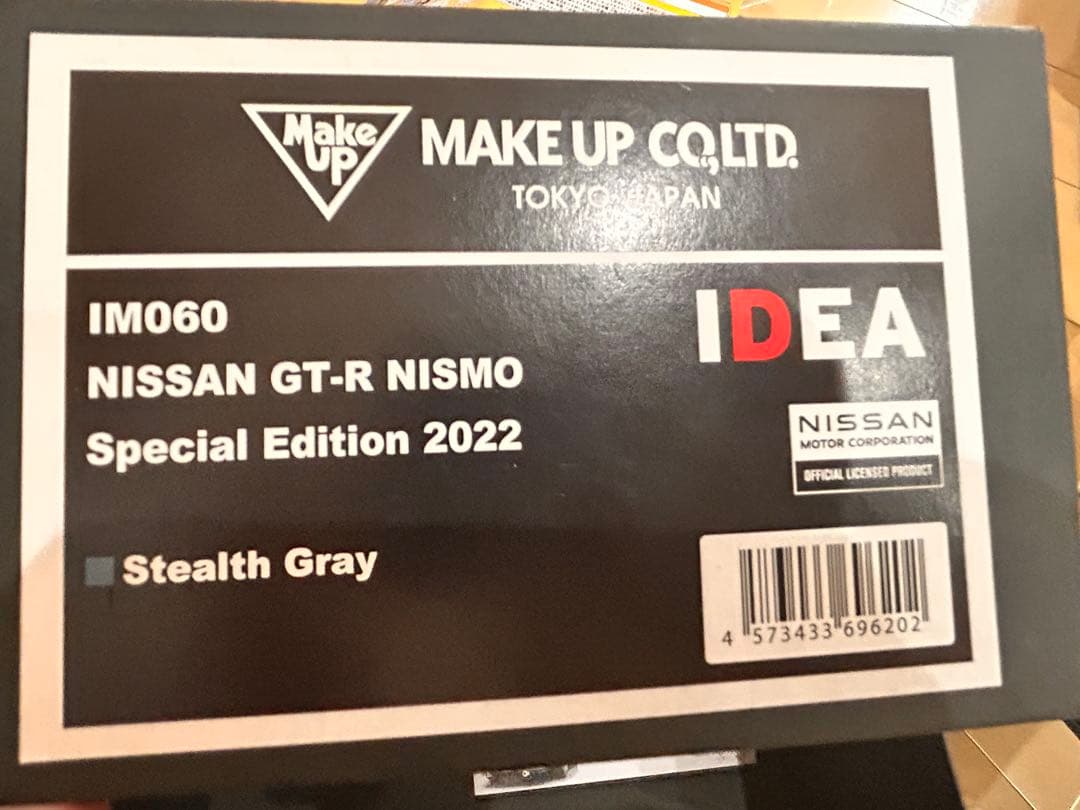 Make Up
MAKE UP CO.,LTD.
TOKYO JAPAN
IM060
NISSAN GT-R NISMO
Special Edition 2022
Stealth Gray
IDEA
NISSAN
MOTOR CORPORATION
OFFICIAL LICENSED PRODUCT
4 573433 696202